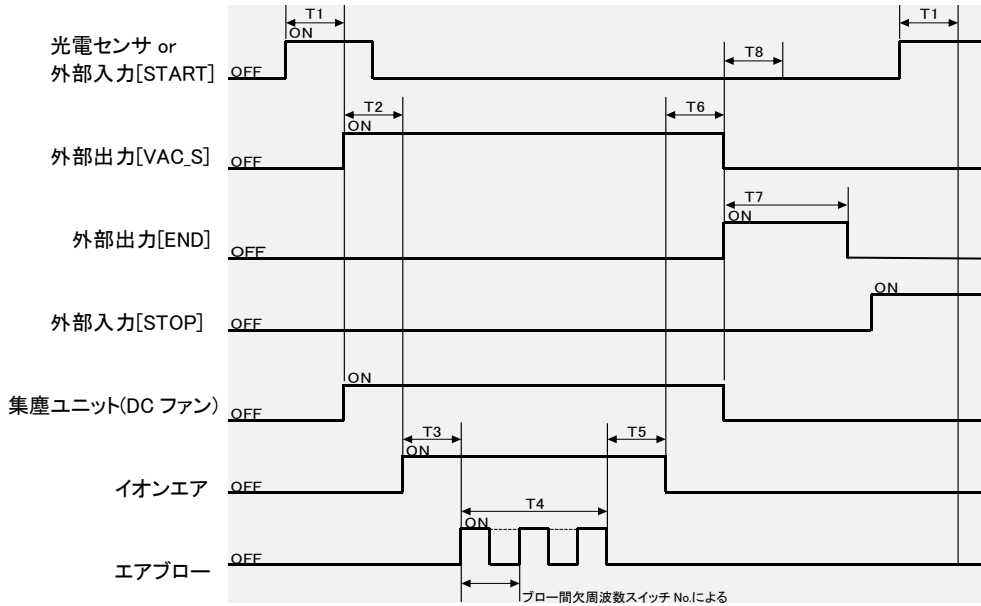 T1
T1
ON
光電センサ or
外部入力[START]
OFF
T8
T2
T6
ON
外部出力[VAC_S]
OFF
T7
ON
外部出力[END]
OFF
ON
外部入力[STOP]
OFF
ON
集塵ユニット(DC ファン)
OFF
T3
T5
ON
イオンエア
OFF
T4
ON
エアブロー
OFF
ブロー間欠周波数スイッチ No.による